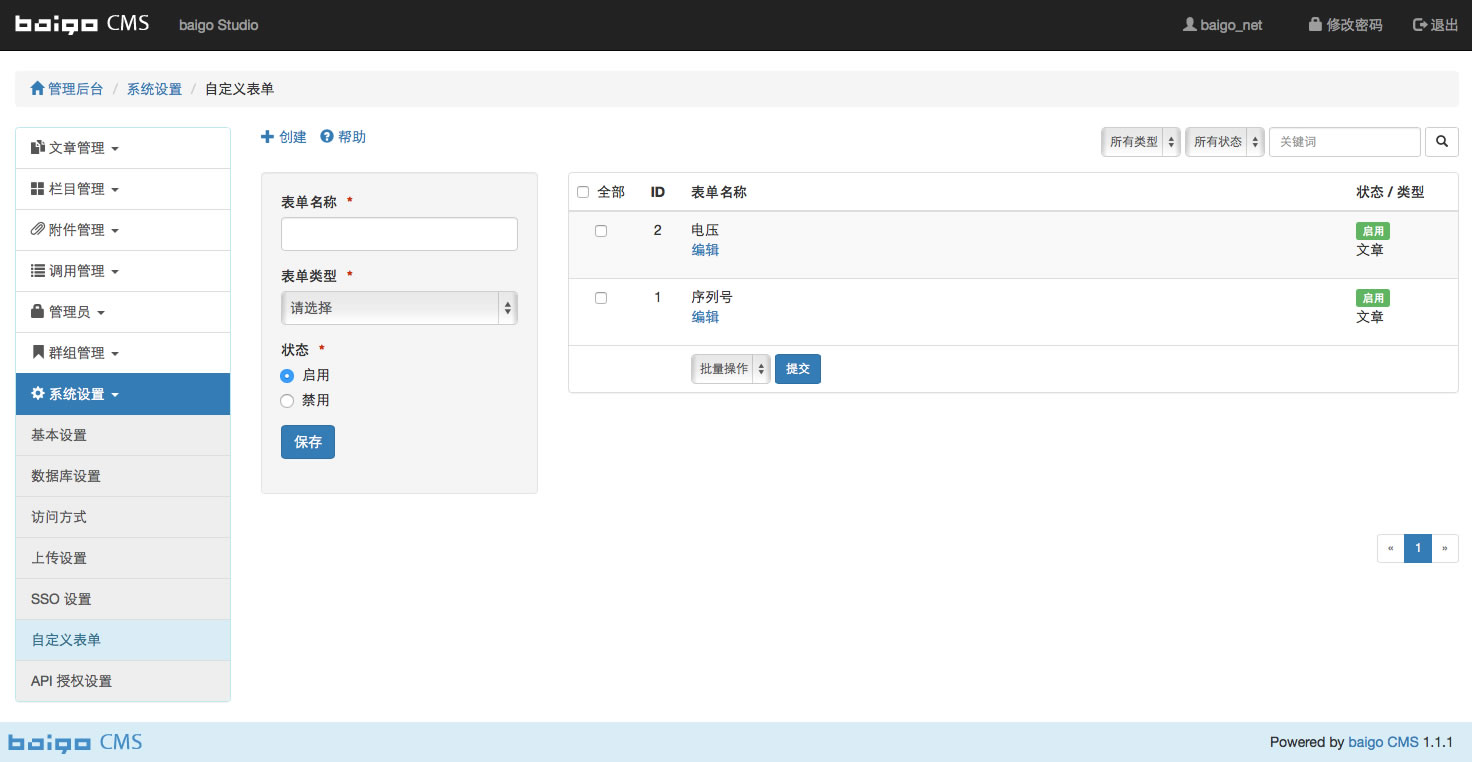 baigo CMS baigo Studio baigo_net 修改密码 退出
管理后台 / 系统设置 / 自定义表单
文章管理
栏目管理
附件管理
调用管理
管理员
群组管理
系统设置
基本设置
数据库设置
访问方式
上传设置
SSO 设置
自定义表单
API 授权设置
创建 帮助
所有类型 所有状态 关键词
表单名称 *
表单类型 *
请选择
状态 *
启用
禁用
保存
全部 ID 表单名称 状态 / 类型
2 电压 启用
编辑 文章
1 序列号 启用
编辑 文章
批量操作 提交
« 1 »
baigo CMS Powered by baigo CMS 1.1.1